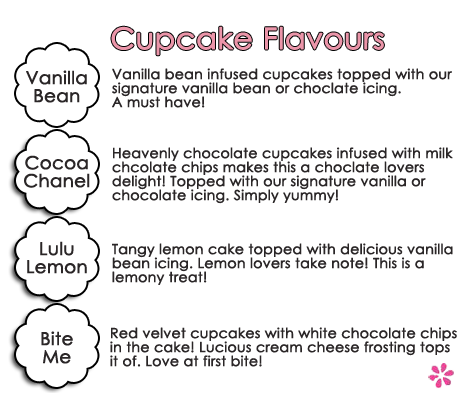 Cupcake Flavours
Vanilla
Bean
Vanilla bean infused cupcakes topped with our
signature vanilla bean or choclate icing.
A must have!
Cocoa
Chanel
Heavenly chocolate cupcakes infused with milk
chcolate chips makes this a choclate lovers
delight! Topped with our signature vanilla or
chocolate icing. Simply yummy!
Lulu
Lemon
Tangy lemon cake topped with delicious vanilla
bean icing. Lemon lovers take note! This is a
lemony treat!
Bite
Me
Red velvet cupcakes with white chocolate chips
in the cake! Lucious cream cheese frosting tops
it of. Love at first bite!